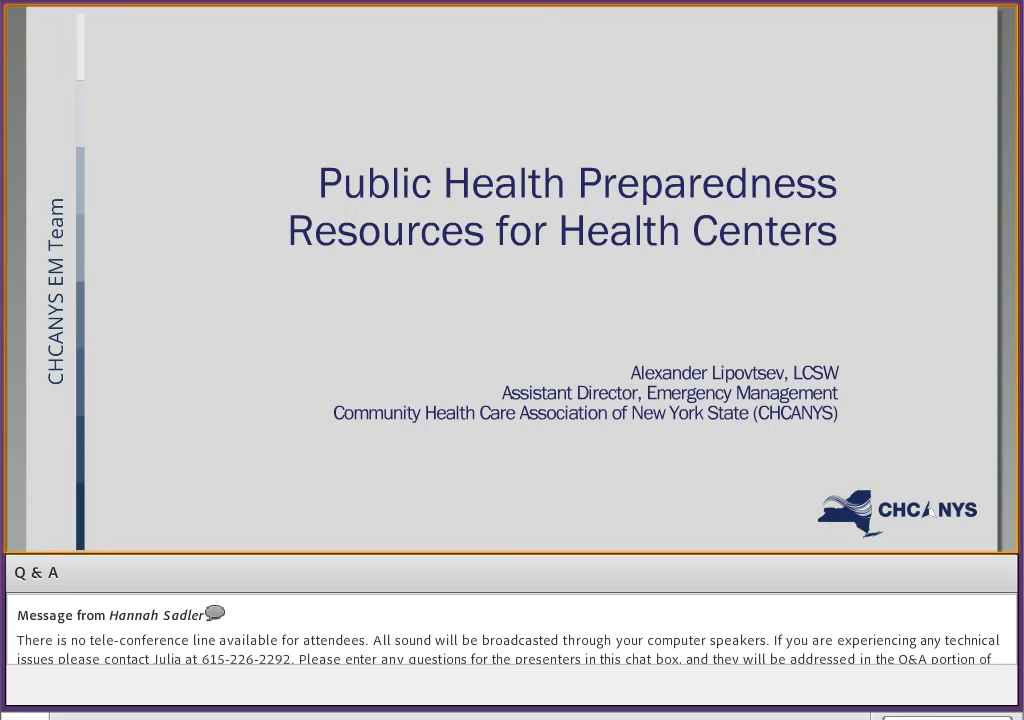 CHCANYS EM Team
Public Health Preparedness
Resources for Health Centers
Alexander Lipovtsev, LCSW
Assistant Director, Emergency Management
Community Health Care Association of New York State (CHCANYS)
CHCANYS
Q & A
Message from Hannah Sadler
There is no tele-conference line available for attendees. All sound will be broadcasted through your computer speakers. If you are experiencing any technical
issues please contact Julia at 615-226-2292. Please enter any questions for the presenters in this chat box, and they will be addressed in the Q&A portion of